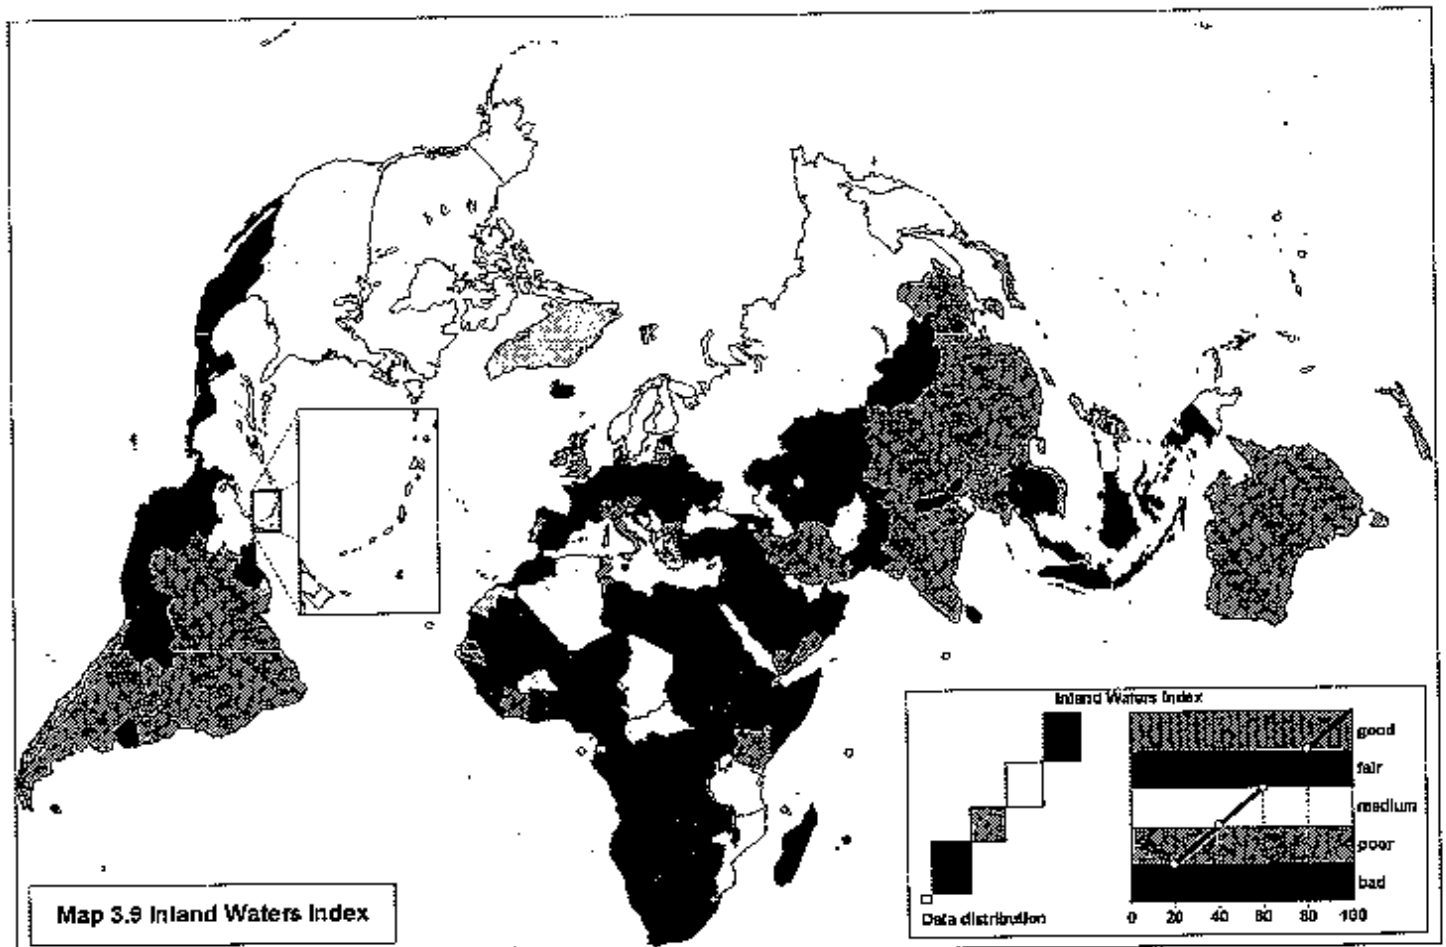 Inland Waters Index
good
fair
medium
poor
bad
Data distribution
0 20 40 60 80 100
Map 3.9 Inland Waters Index